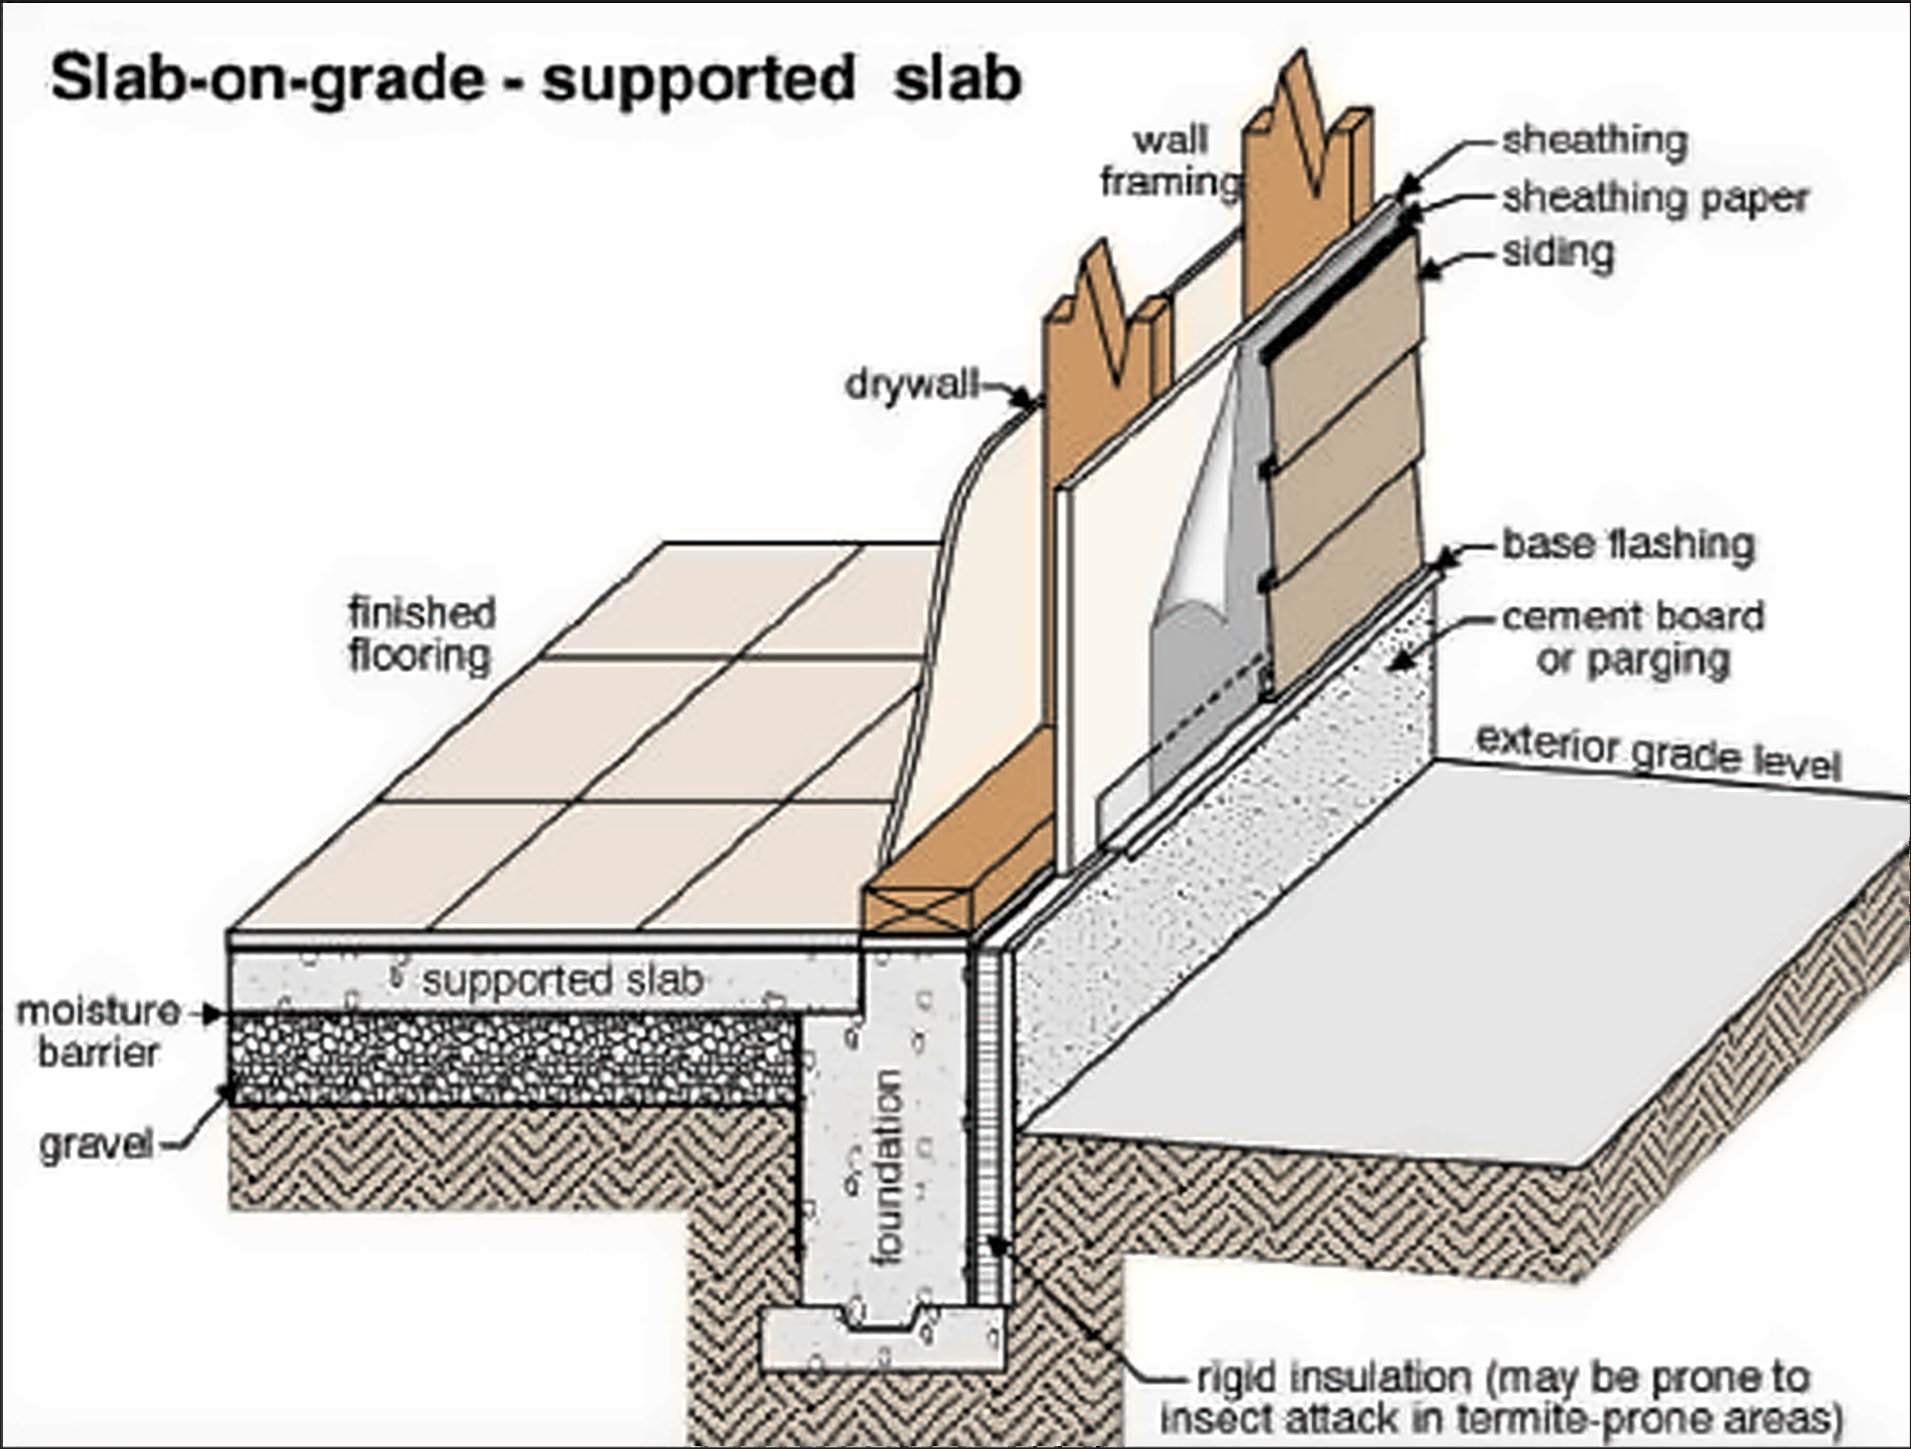 Slab-on-grade - supported slab
wall
framing
sheathing
sheathing paper
siding
drywall
base flashing
finished
flooring
cement board
or parging
exterior grade level
supported slab
moisture
barrier
gravel
foundation
rigid insulation (may be prone to
insect attack in termite-prone areas)